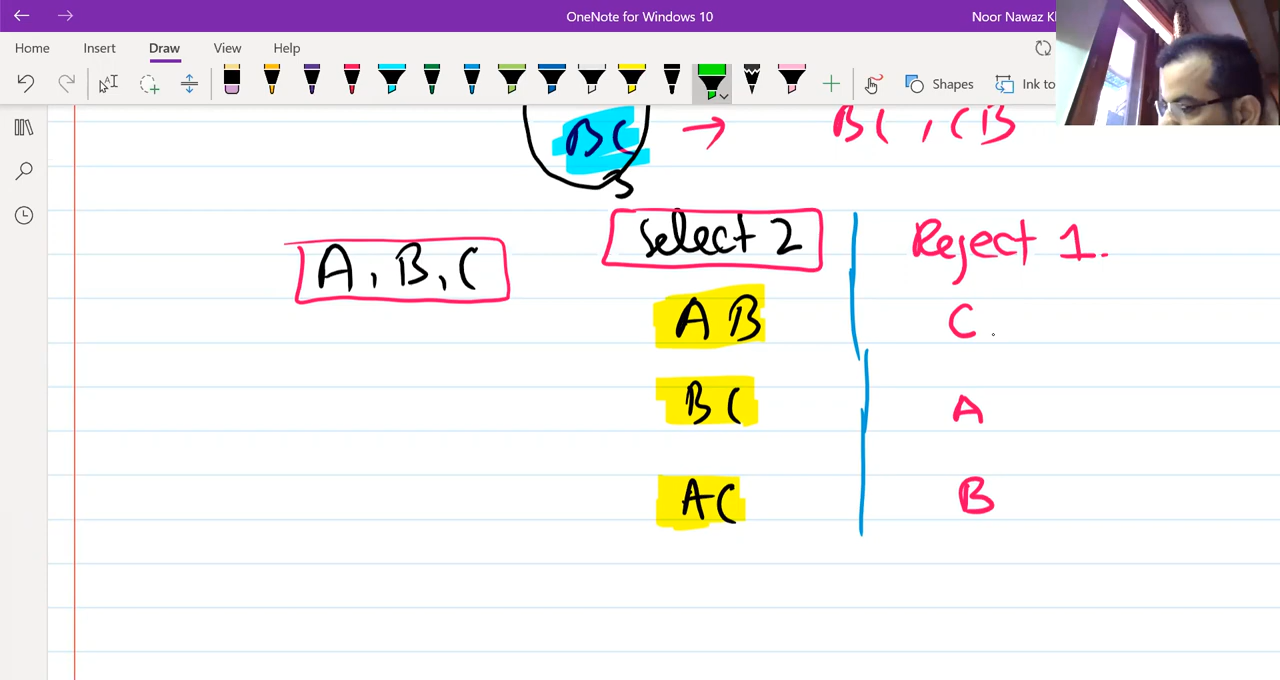 OneNote for Windows 10
Noor Nawaz Kh
Home Insert Draw View Help
Shapes Ink to
BC → BC, CB
A, B, C
Select 2 Reject 1.
AB C
BC A
AC B